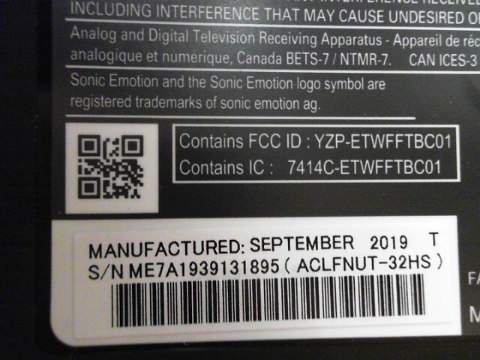 INCLUDING INTERFERENCE THAT MAY CAUSE UNDESIRED
Analog and Digital Television Receiving Apparatus - Appareil de
analogique et numérique, Canada BETS-7 / NTMR-7. CAN ICES-3
Sonic Emotion and the Sonic Emotion logo symbol are
registered trademarks of sonic emotion ag.
Contains FCC ID : YZP-ETWFFTBC01
Contains IC : 7414C-ETWFFTBC01
MANUFACTURED: SEPTEMBER 2019 T
S/N ME7A1939131895 ( ACLFNUT-32HS )